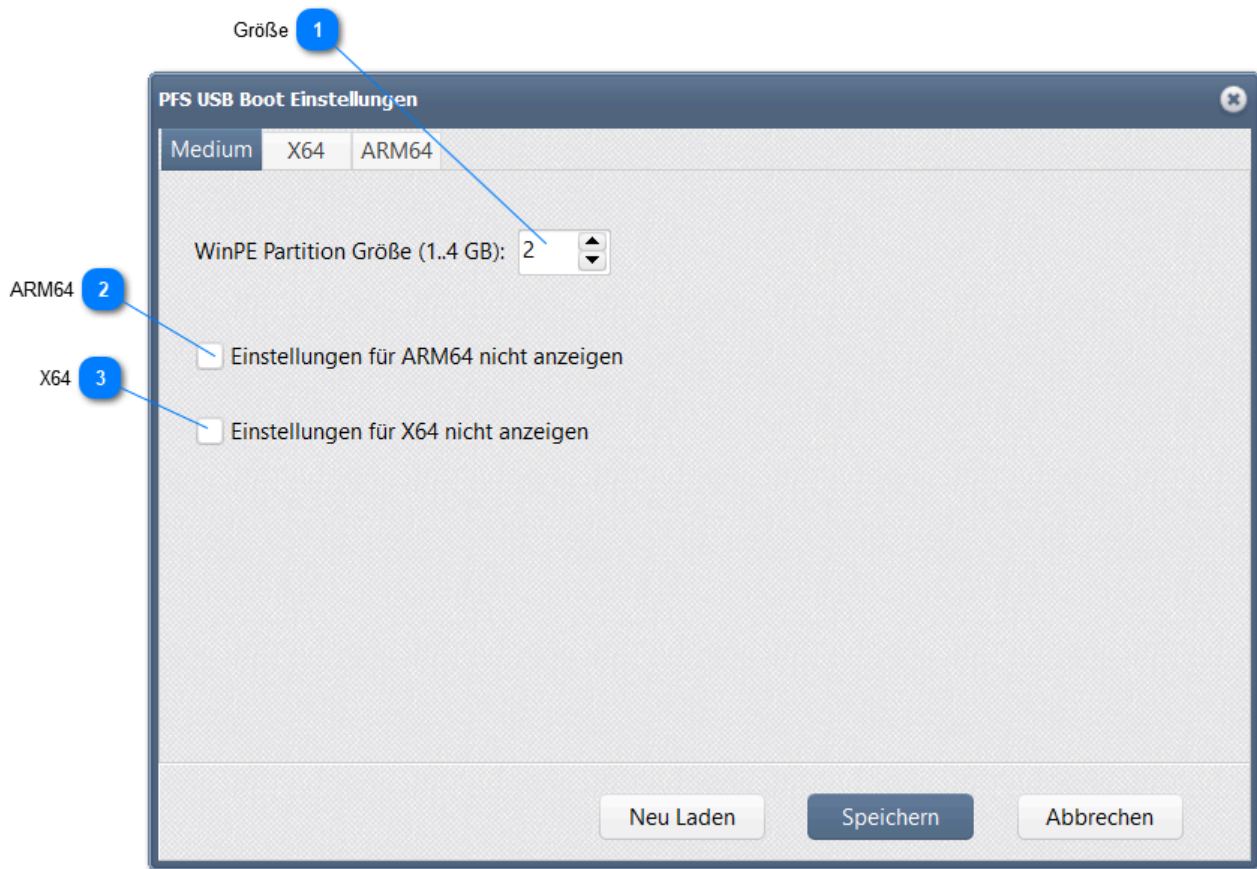 Größe 1
PFS USB Boot Einstellungen
Medium X64 ARM64
WinPE Partition Größe (1..4 GB): 2
ARM64 2
Einstellungen für ARM64 nicht anzeigen
X64 3
Einstellungen für X64 nicht anzeigen
Neu Laden Speichern Abbrechen